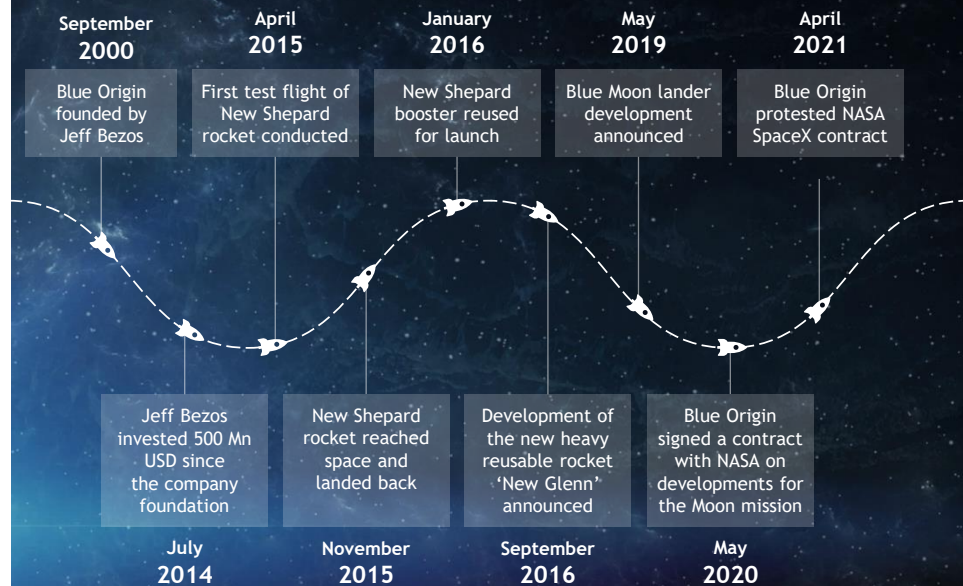 September
2000
Blue Origin
founded by
Jeff Bezos
April
2015
First test flight of
New Shepard
rocket conducted
January
2016
New Shepard
booster reused
for launch
May
2019
Blue Moon lander
development
announced
April
2021
Blue Origin
protested NASA
SpaceX contract
Jeff Bezos
invested 500 Mn
USD since
the company
foundation
July
2014
New Shepard
rocket reached
space and
landed back
November
2015
Development of
the new heavy
reusable rocket
‘New Glenn’
announced
September
2016
Blue Origin
signed a contract
with NASA on
developments for
the Moon mission
May
2020